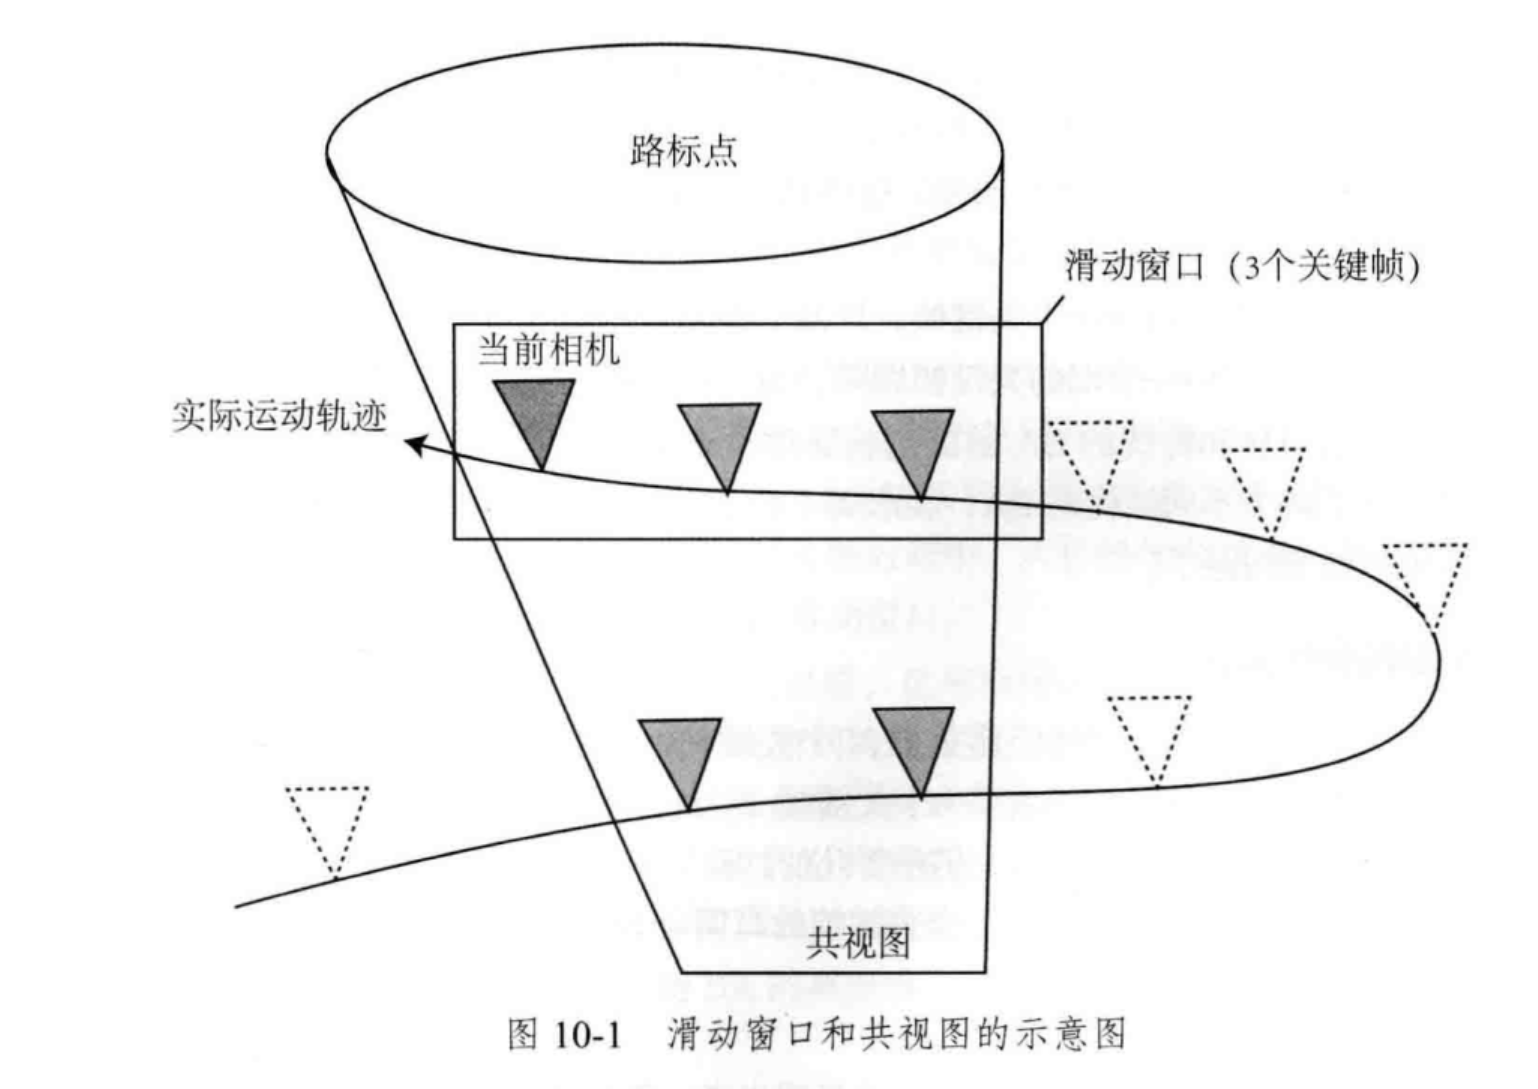 路标点
滑动窗口（3个关键帧）
当前相机
实际运动轨迹
共视图
图 10-1 滑动窗口和共视图的示意图